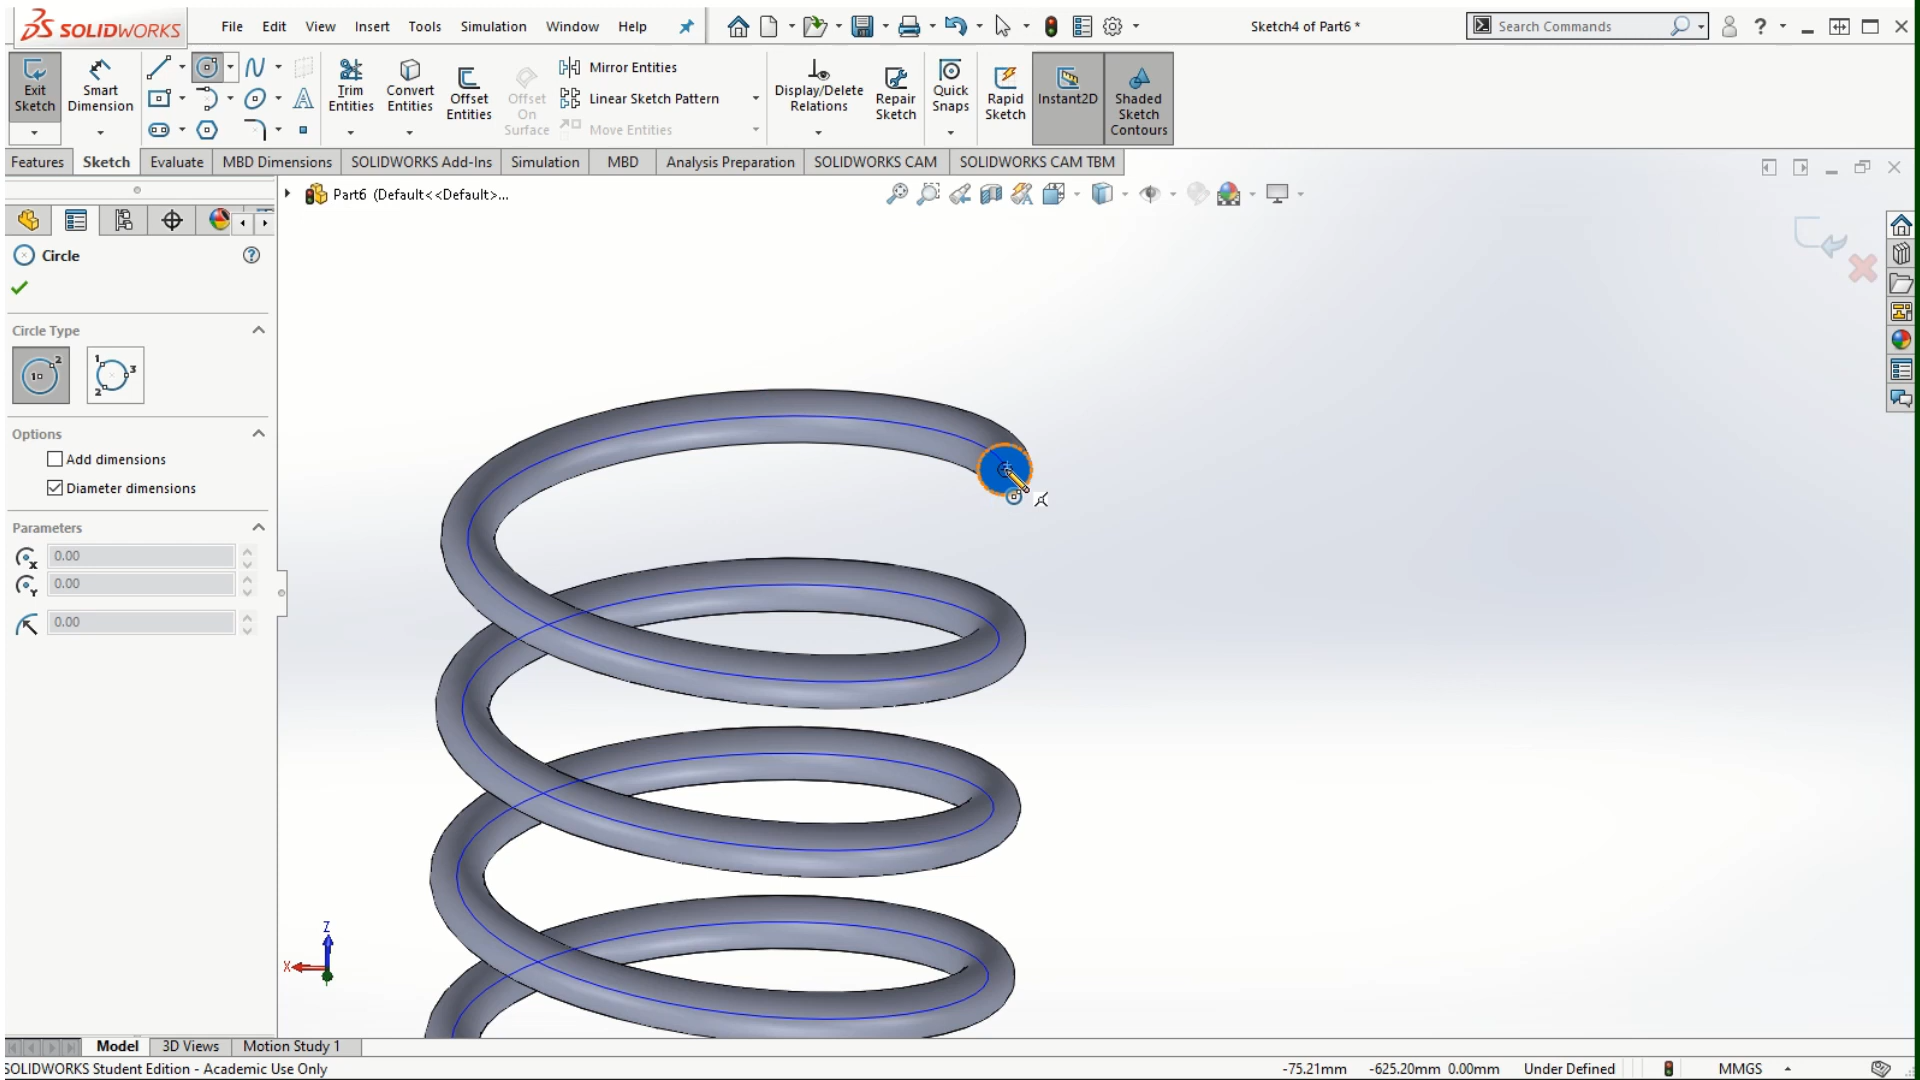 SOLIDWORKS File Edit View Insert Tools Simulation Window Help Sketch4 of Part6 * Search Commands ?
Exit Sketch
Smart Dimension
Trim Entities
Convert Entities
Offset Entities
Offset On Surface
Mirror Entities
Linear Sketch Pattern
Move Entities
Display/Delete Relations
Repair Sketch
Quick Snaps
Rapid Sketch
Instant2D
Shaded Sketch Contours
Features Sketch Evaluate MBD Dimensions SOLIDWORKS Add-Ins Simulation MBD Analysis Preparation SOLIDWORKS CAM SOLIDWORKS CAM TBM
Part6 (Default<<Default>...
Circle ?
Circle Type
1 2
1 2 3
Options
Add dimensions
Diameter dimensions
Parameters
X 0.00
Y 0.00
0.00
Z
X
Model 3D Views Motion Study 1
SOLIDWORKS Student Edition - Academic Use Only -75.21mm -625.20mm 0.00mm Under Defined MMGS